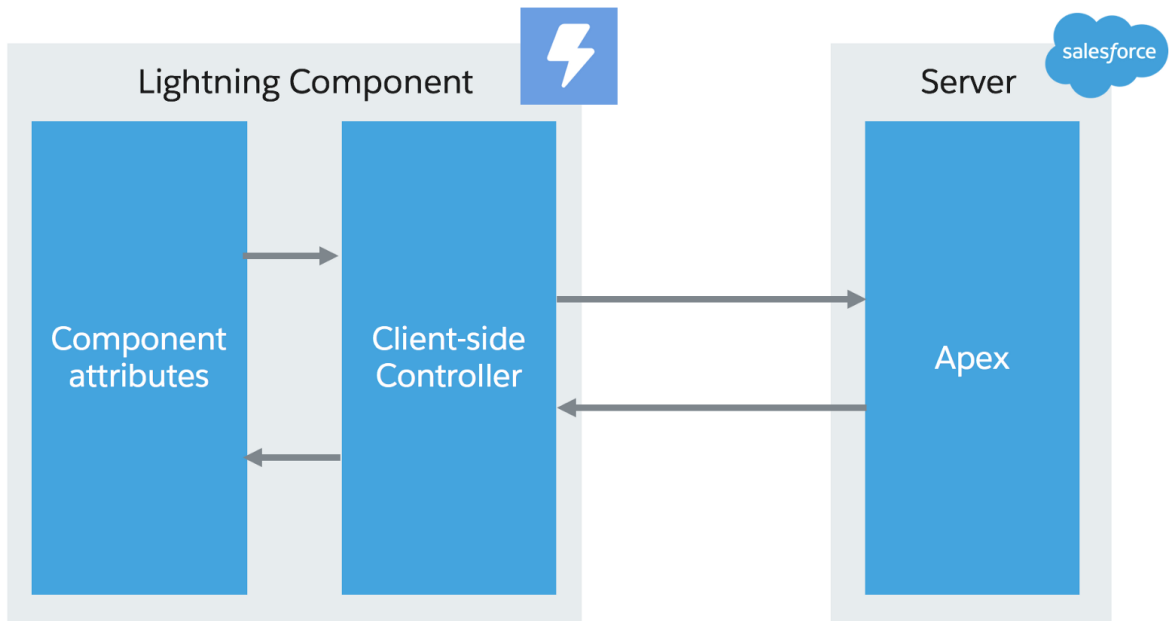 Lightning Component
Server
salesforce
Component
attributes
Client-side
Controller
Apex